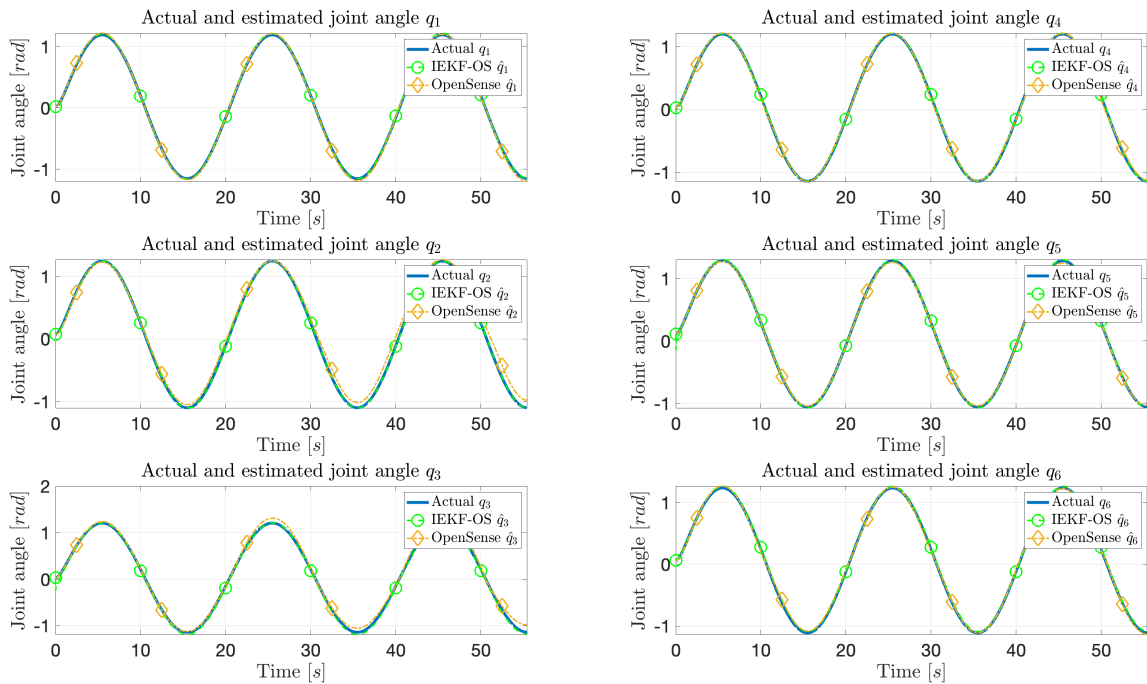 Actual and estimated joint angle q₁
Joint angle [rad]
1
0
-1
Actual q₁
IEKF-OS q̂₁
OpenSense q̂₁
0 10 20 30 40 50
Time [s]
Actual and estimated joint angle q₄
Joint angle [rad]
1
0
-1
Actual q₄
IEKF-OS q̂₄
OpenSense q̂₄
0 10 20 30 40 50
Time [s]
Actual and estimated joint angle q₂
Joint angle [rad]
1
0
-1
Actual q₂
IEKF-OS q̂₂
OpenSense q̂₂
0 10 20 30 40 50
Time [s]
Actual and estimated joint angle q₅
Joint angle [rad]
1
0
-1
Actual q₅
IEKF-OS q̂₅
OpenSense q̂₅
0 10 20 30 40 50
Time [s]
Actual and estimated joint angle q₃
Joint angle [rad]
2
1
0
-1
Actual q₃
IEKF-OS q̂₃
OpenSense q̂₃
0 10 20 30 40 50
Time [s]
Actual and estimated joint angle q₆
Joint angle [rad]
1
0
-1
Actual q₆
IEKF-OS q̂₆
OpenSense q̂₆
0 10 20 30 40 50
Time [s]